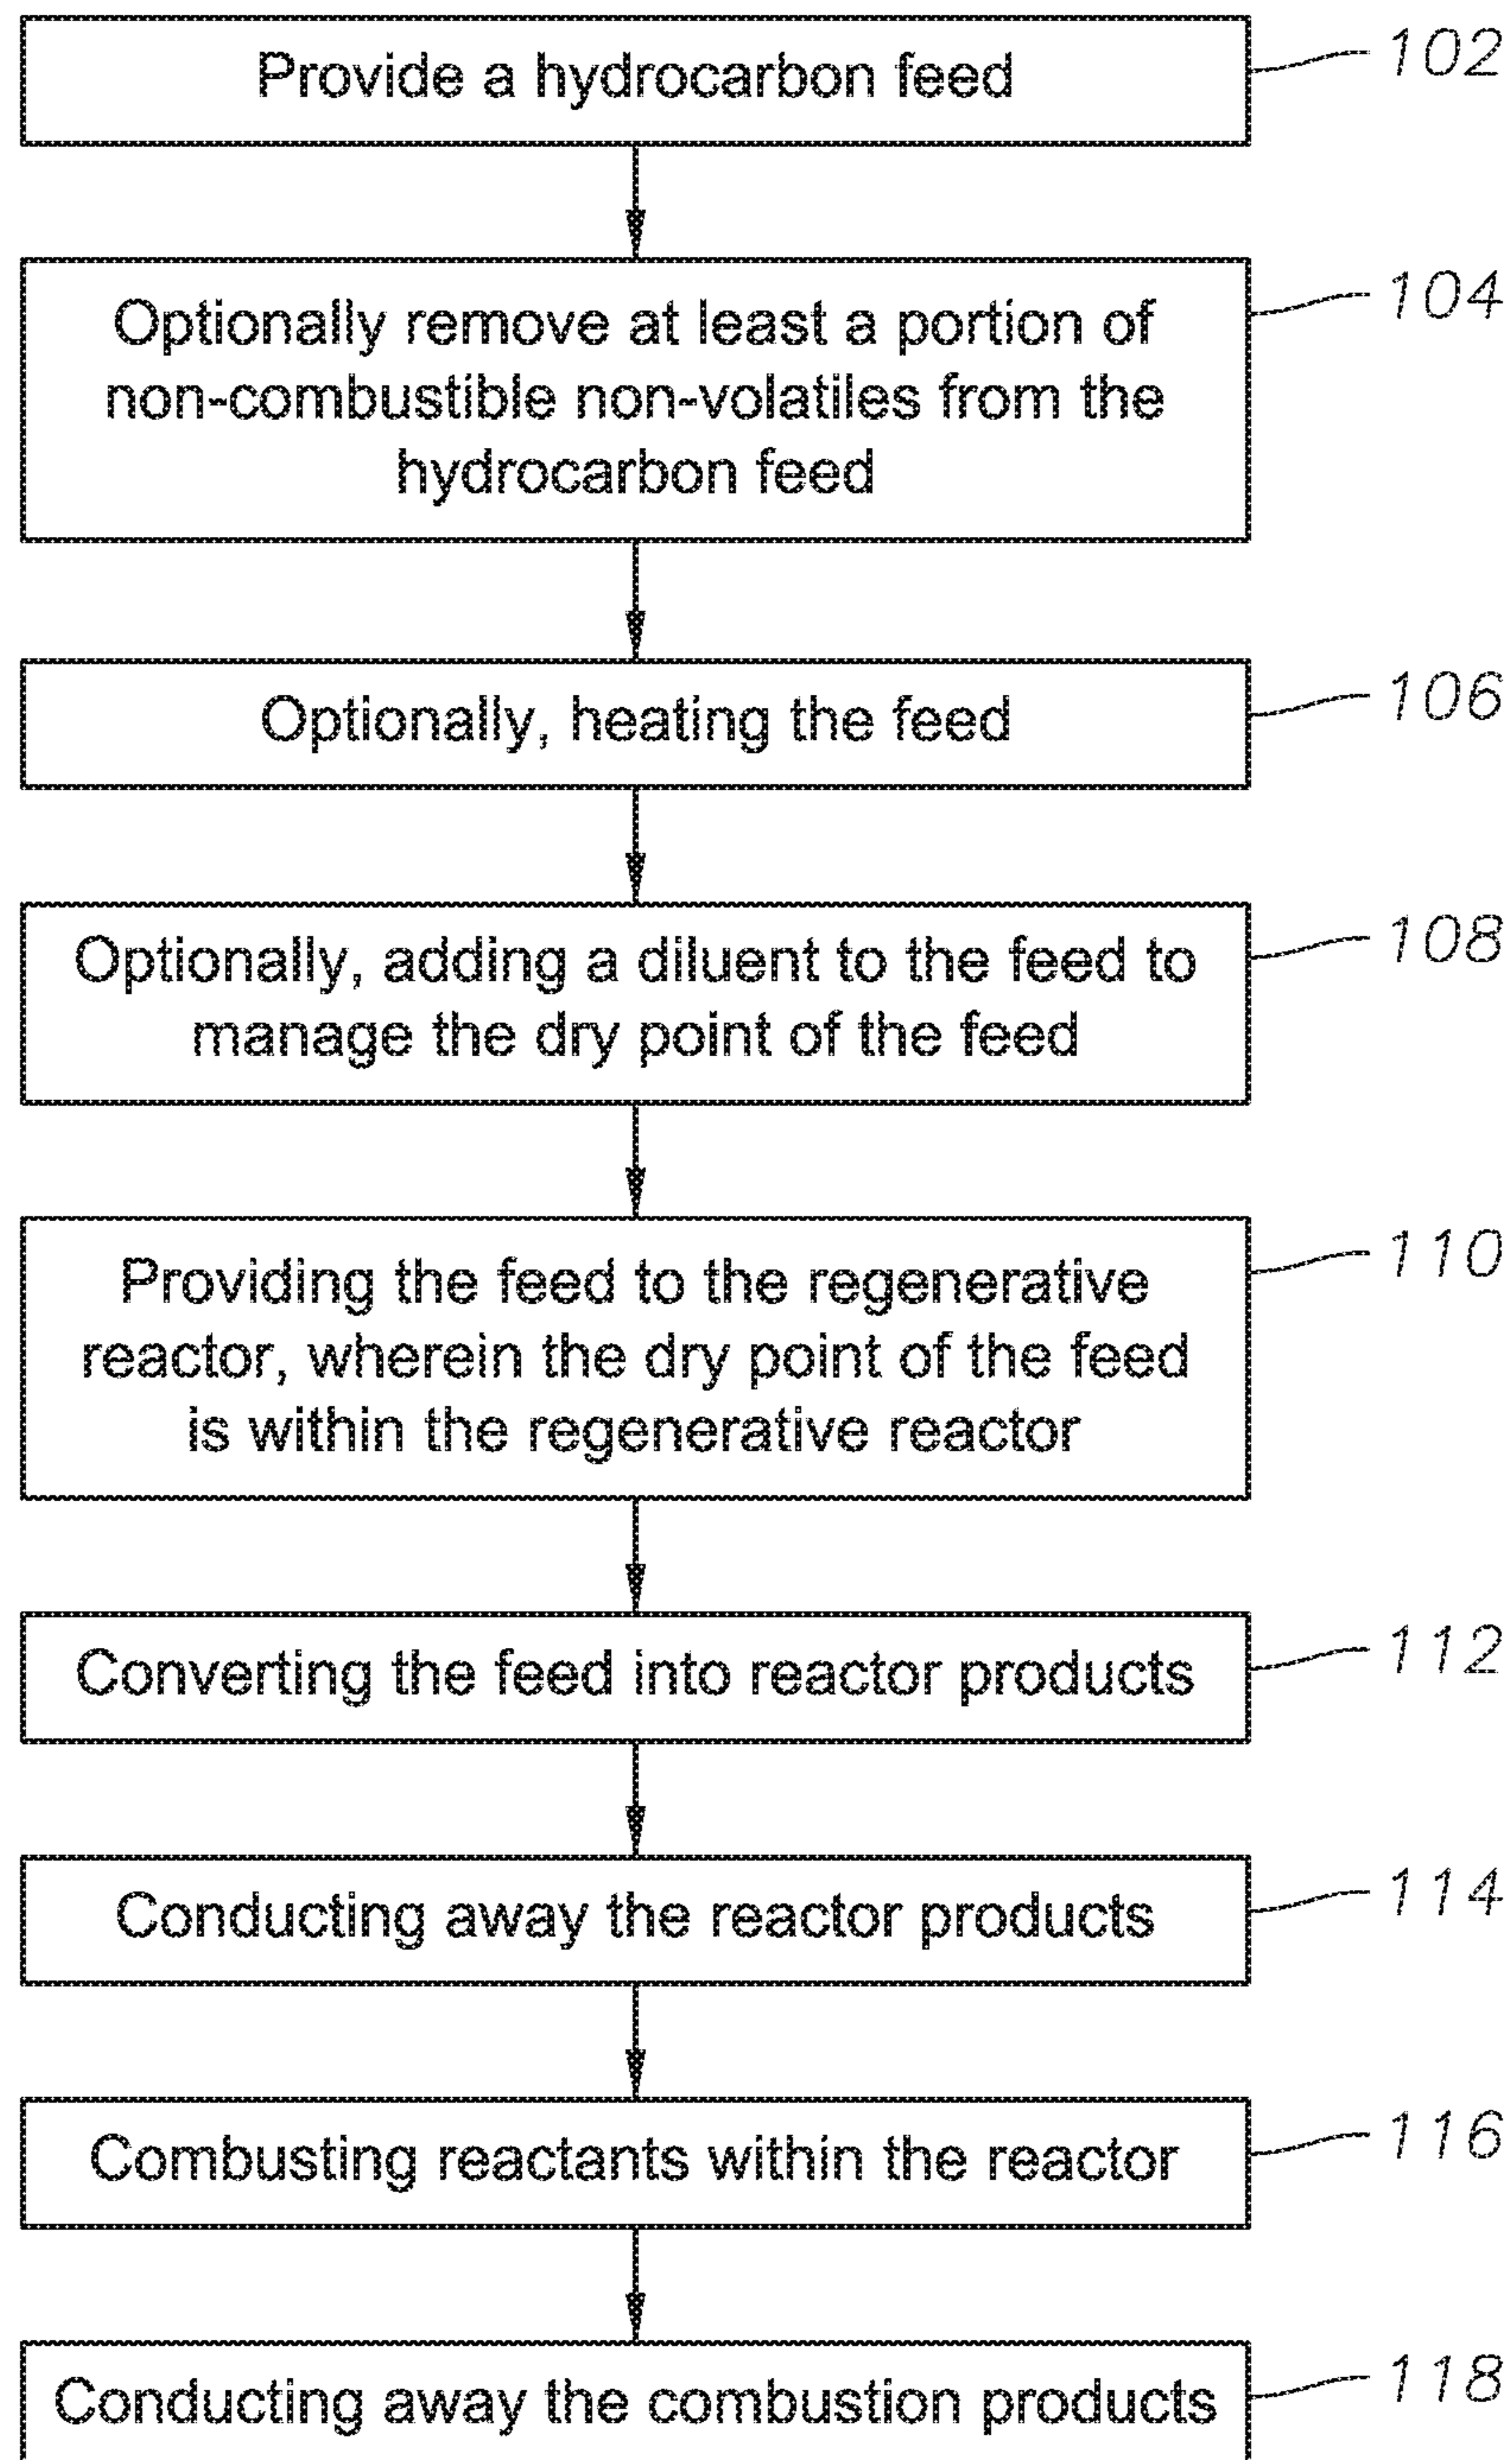 Provide a hydrocarbon feed
102
Optionally remove at least a portion of
non-combustible non-volatiles from the
hydrocarbon feed
104
Optionally, heating the feed
106
Optionally, adding a diluent to the feed to
manage the dry point of the feed
108
Providing the feed to the regenerative
reactor, wherein the dry point of the feed
is within the regenerative reactor
110
Converting the feed into reactor products
112
Conducting away the reactor products
114
Combusting reactants within the reactor
116
Conducting away the combustion products
118